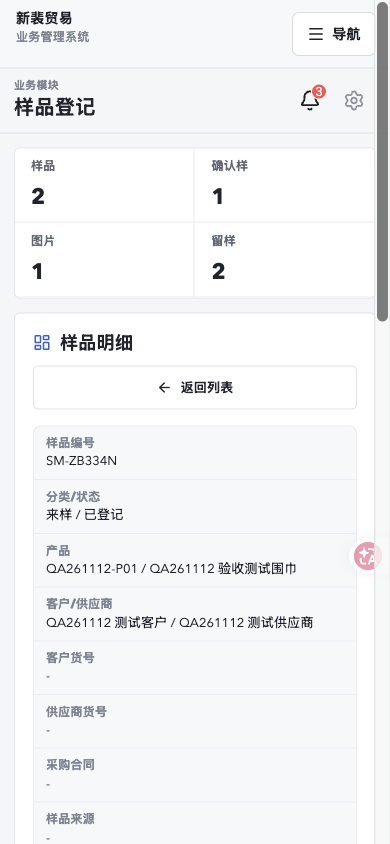 新裴贸易
业务管理系统
导航
业务模块
样品登记
3
样品
2
确认样
1
图片
1
留样
2
样品明细
返回列表
样品编号
SM-ZB334N
分类/状态
来样 / 已登记
产品
QA261112-P01 / QA261112 验收测试围巾
客户/供应商
QA261112 测试客户 / QA261112 测试供应商
客户货号
-
供应商货号
-
采购合同
-
样品来源
-